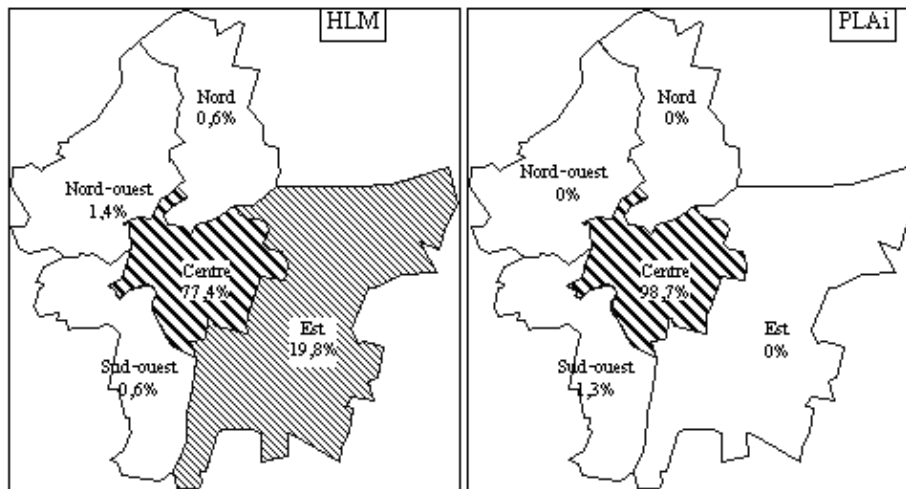 HLM
Nord
0,6%
Nord-ouest
1,4%
Centre
77,4%
Est
19,8%
Sud-ouest
0,6%
PLAi
Nord
0%
Nord-ouest
0%
Centre
98,7%
Est
0%
Sud-ouest
1,3%